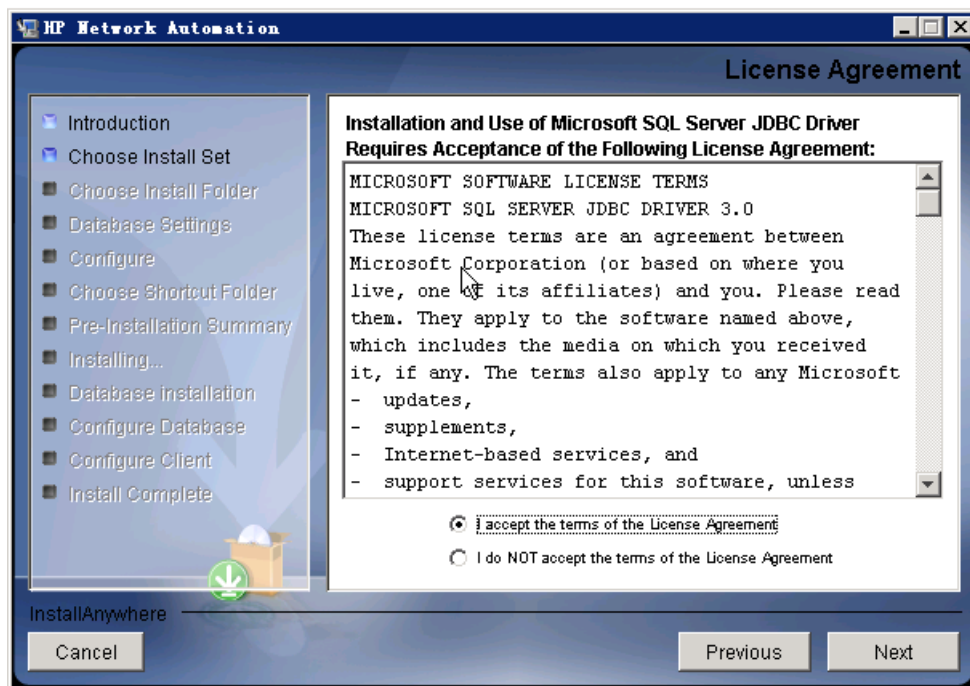 HP Network Automation
License Agreement
Introduction
Choose Install Set
Choose Install Folder
Database Settings
Configure
Choose Shortcut Folder
Pre-Installation Summary
Installing...
Database installation
Configure Database
Configure Client
Install Complete
Installation and Use of Microsoft SQL Server JDBC Driver
Requires Acceptance of the Following License Agreement:
MICROSOFT SOFTWARE LICENSE TERMS
MICROSOFT SQL SERVER JDBC DRIVER 3.0
These license terms are an agreement between
Microsoft Corporation (or based on where you
live, one of its affiliates) and you. Please read
them. They apply to the software named above,
which includes the media on which you received
it, if any. The terms also apply to any Microsoft
- updates,
- supplements,
- Internet-based services, and
- support services for this software, unless
I accept the terms of the License Agreement
I do NOT accept the terms of the License Agreement
InstallAnywhere
Cancel
Previous
Next